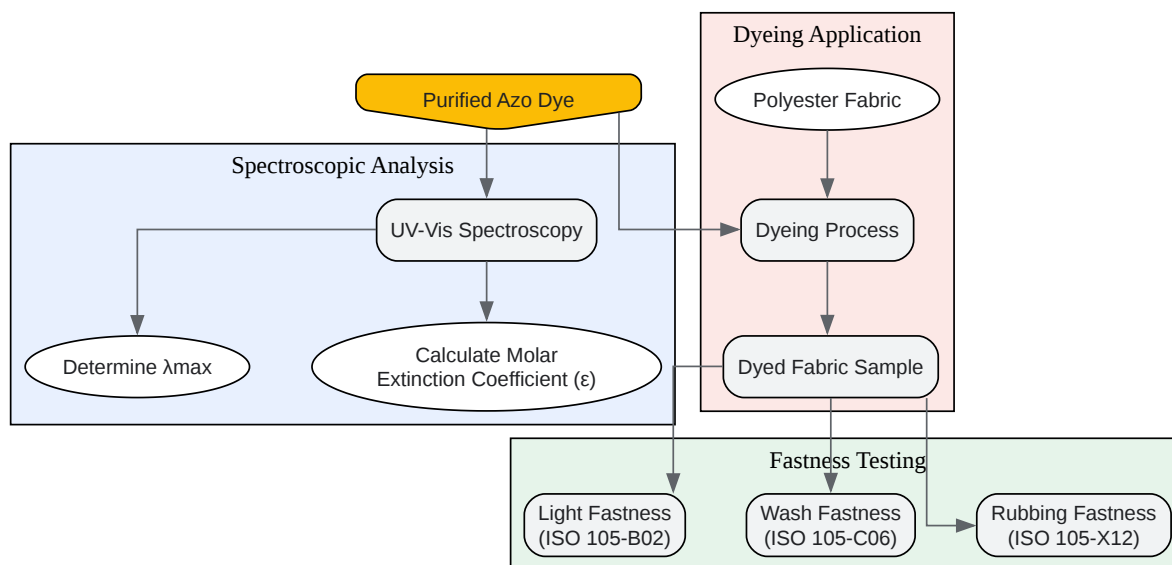 Dyeing Application
Purified Azo Dye
Polyester Fabric
Spectroscopic Analysis
UV-Vis Spectroscopy
Dyeing Process
Determine λmax
Calculate Molar
Extinction Coefficient (ε)
Dyed Fabric Sample
Fastness Testing
Light Fastness
(ISO 105-B02)
Wash Fastness
(ISO 105-C06)
Rubbing Fastness
(ISO 105-X12)